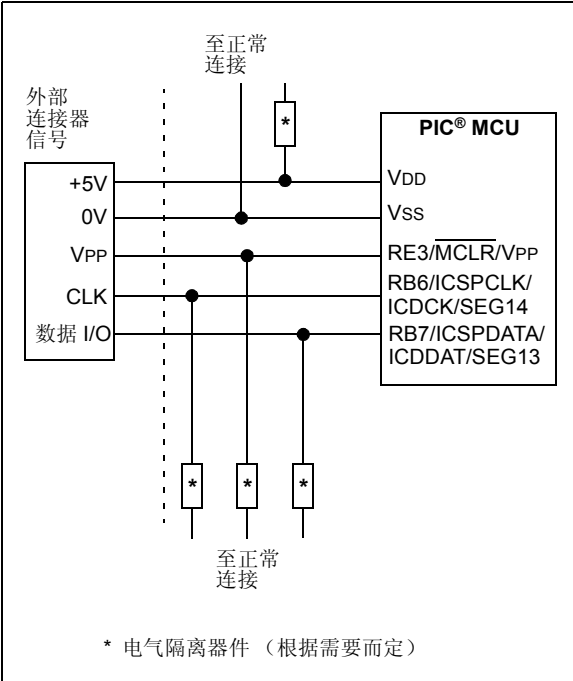 至正常
连接
外部
连接器
信号
*
PIC® MCU
+5V
VDD
0V
VSS
VPP
RE3/MCLR/VPP
CLK
RB6/ICSPCLK/
ICDCK/SEG14
数据 I/O
RB7/ICSPDATA/
ICDDAT/SEG13
* * *
至正常
连接
* 电气隔离器件 （根据需要而定）